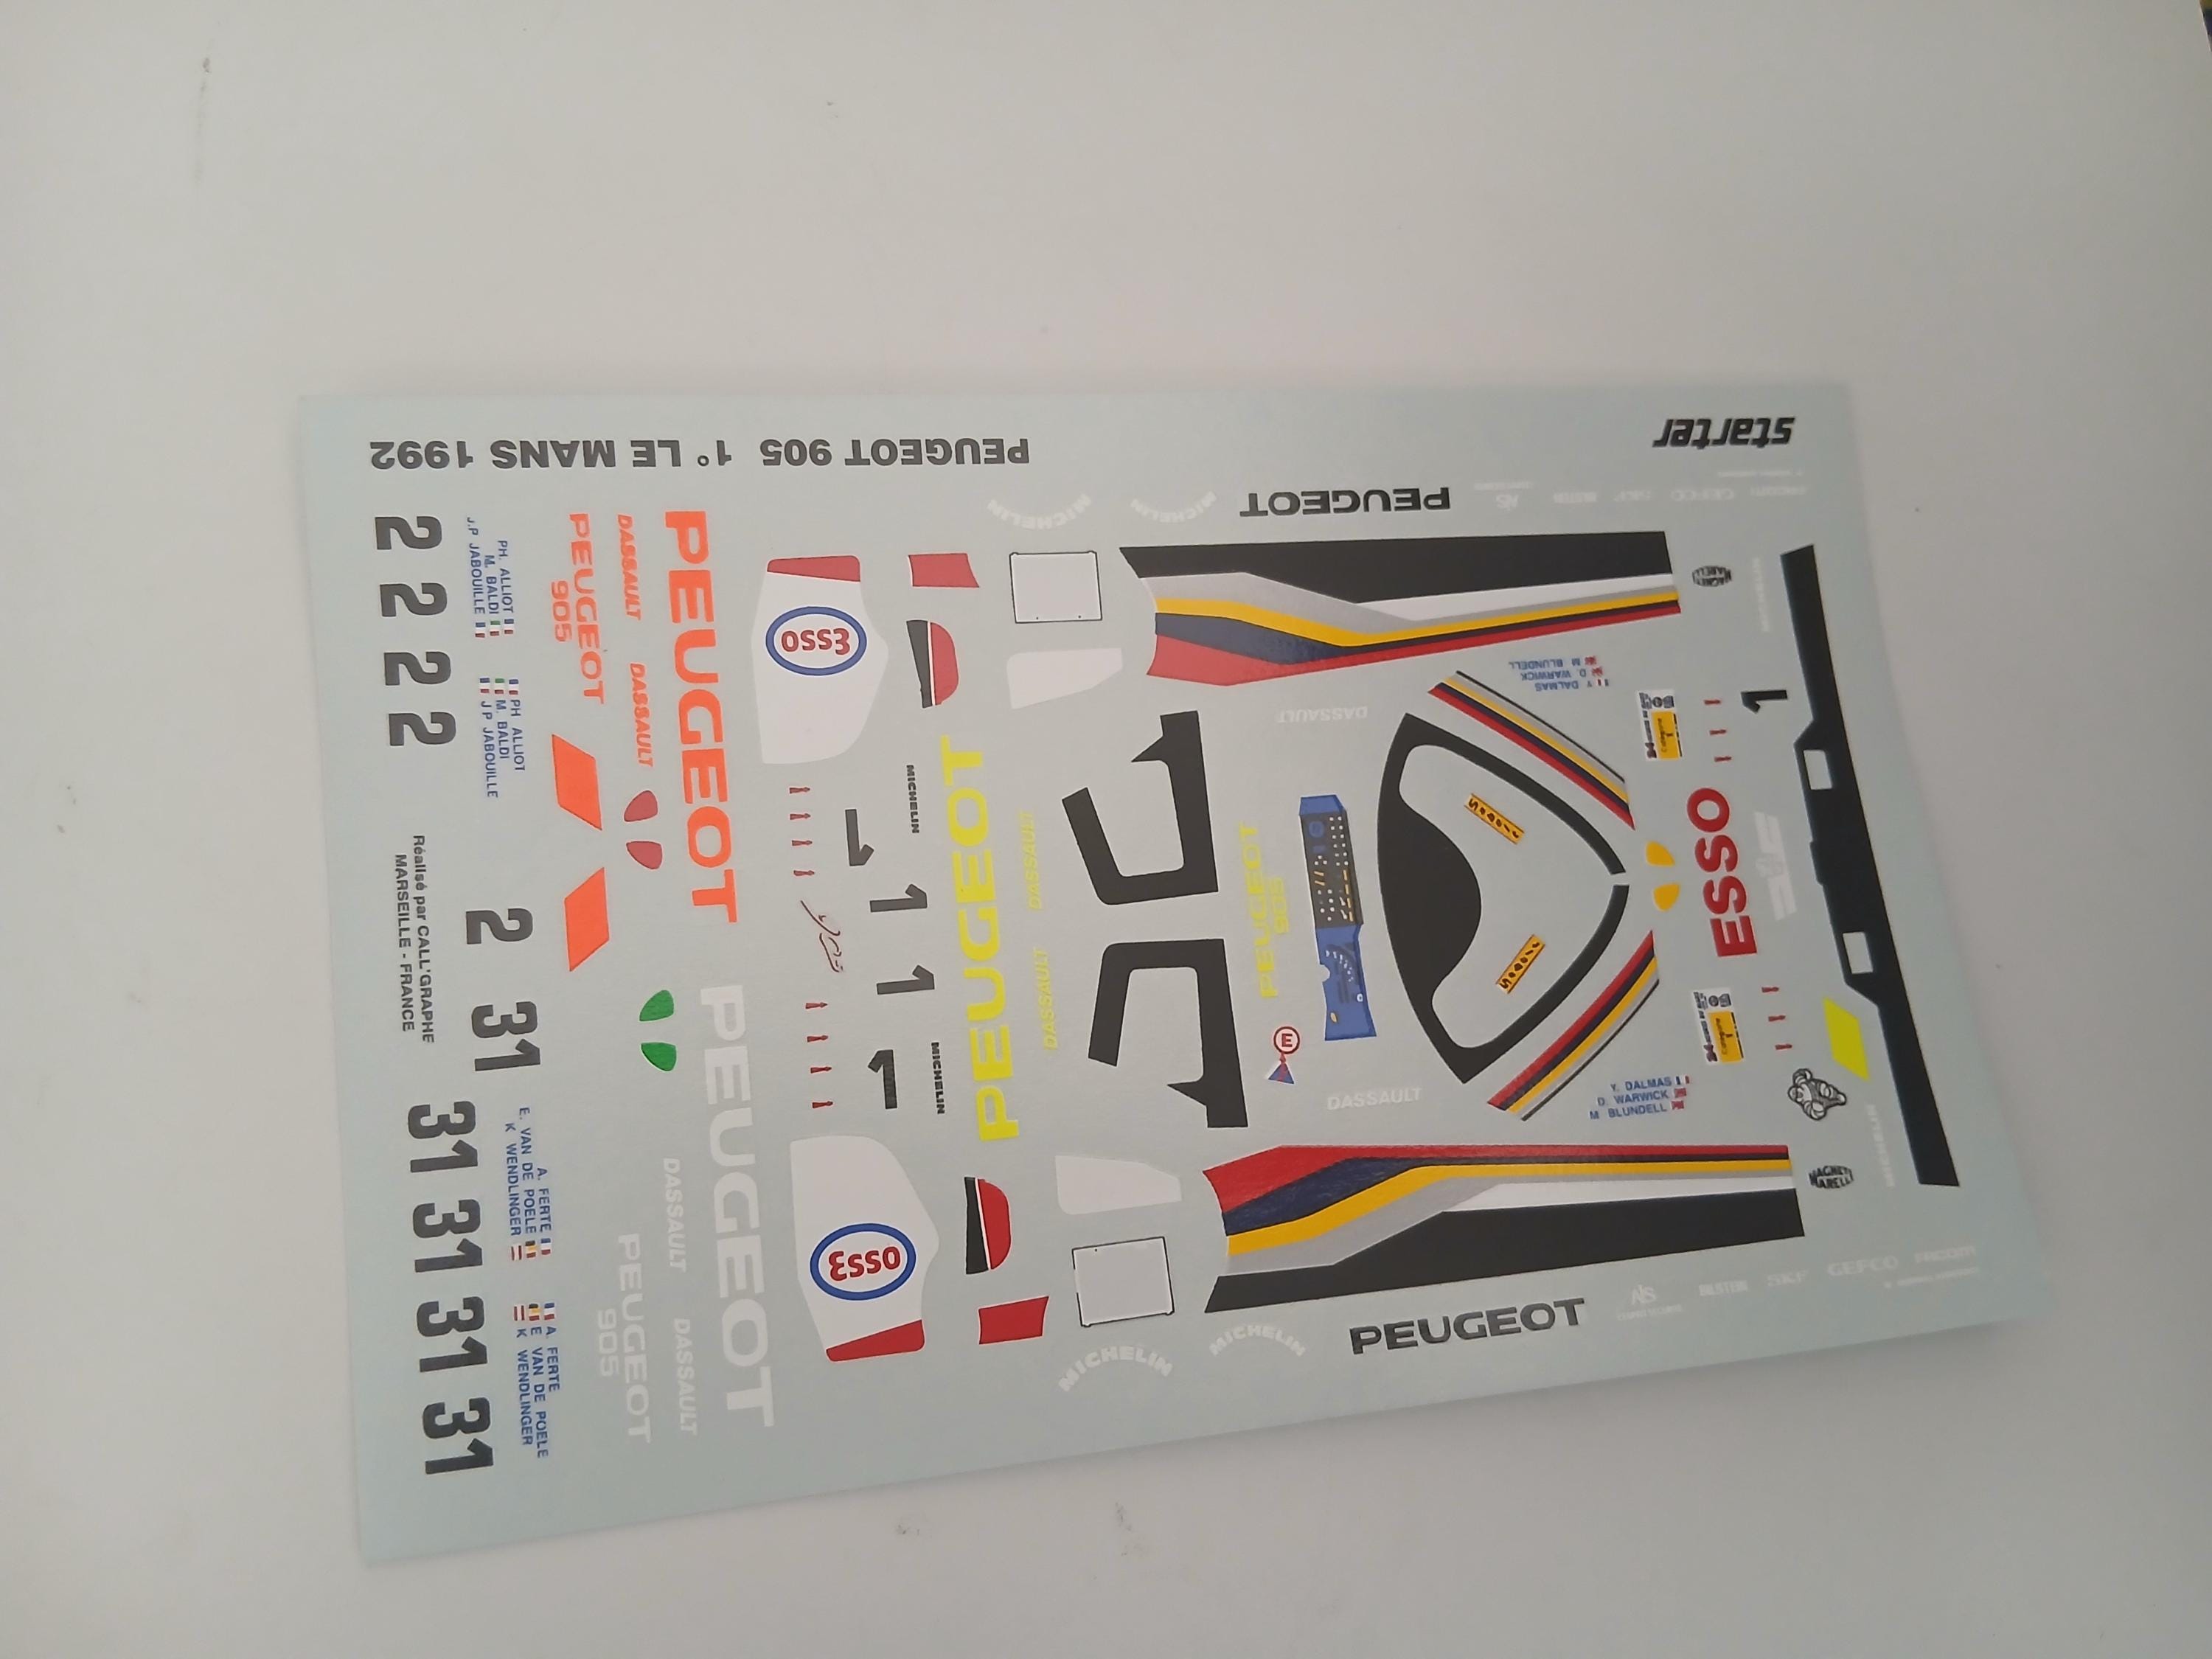 starter
PEUGEOT 905 1° LE MANS 1992
PEUGEOT
MICHELIN
MICHELIN
2
2
2
2
PH. ALLIOT
M. BALDI
J.P JABOUILLE
PH ALLIOT
M. BALDI
J P JABOUILLE
PEUGEOT
905
DASSAULT
DASSAULT
PEUGEOT
Réalisé par CALL'GRAPHE
MARSEILLE - FRANCE
2
31
31
31
31
31
A. FERTE
E. VAN DE POELE
K WENDLINGER
A. FERTE
E VAN DE POELE
K WENDLINGER
PEUGEOT
905
DASSAULT
DASSAULT
PEUGEOT
Esso
Esso
MICHELIN
MICHELIN
1
1
1
1
PEUGEOT
DASSAULT
DASSAULT
PEUGEOT
905
DASSAULT
DASSAULT
E
MAGNETI
MARELLI
Y DALMAS
D. WARWICK
M BLUNDELL
1
ESSO
Y. DALMAS
D. WARWICK
M BLUNDELL
MAGNETI
MARELLI
MICHELIN
MICHELIN
PEUGEOT
BILSTEIN
SKF
GEFCO
FACOM